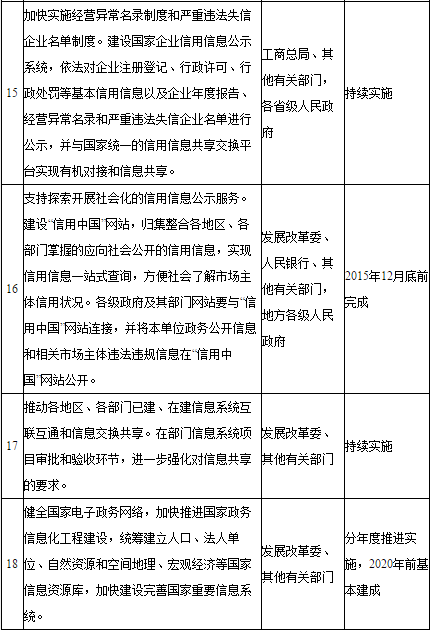 加快实施经营异常名录制度和严重违法失信
企业名单制度。建设国家企业信用信息公示
系统，依法对企业注册登记、行政许可、行
政处罚等基本信用信息以及企业年度报告、
经营异常名录和严重违法失信企业名单进行
公示，并与国家统一的信用信息共享交换平
台实现有机对接和信息共享。
15
工商总局、其
他有关部门，
各省级人民政
府
持续实施
支持探索开展社会化的信用信息公示服务。
建设“信用中国”网站，归集整合各地区、各
部门掌握的应向社会公开的信用信息，实现
信用信息一站式查询，方便社会了解市场主
体信用状况。各级政府及其部门网站要与“信
用中国”网站连接，并将本单位政务公开信息
和相关市场主体违法违规信息在“信用中
国”网站公开。
16
发展改革委、
人民银行、其
他有关部门，
地方各级人民
政府
2015年12月底前
完成
推动各地区、各部门已建、在建信息系统互
联互通和信息交换共享。在部门信息系统项
目审批和验收环节，进一步强化对信息共享
的要求。
17
发展改革委、
其他有关部门
持续实施
健全国家电子政务网络，加快推进国家政务
信息化工程建设，统筹建立人口、法人单
位、自然资源和空间地理、宏观经济等国家
信息资源库，加快建设完善国家重要信息系
统。
18
发展改革委、
其他有关部门
分年度推进实
施，2020年前基
本建成